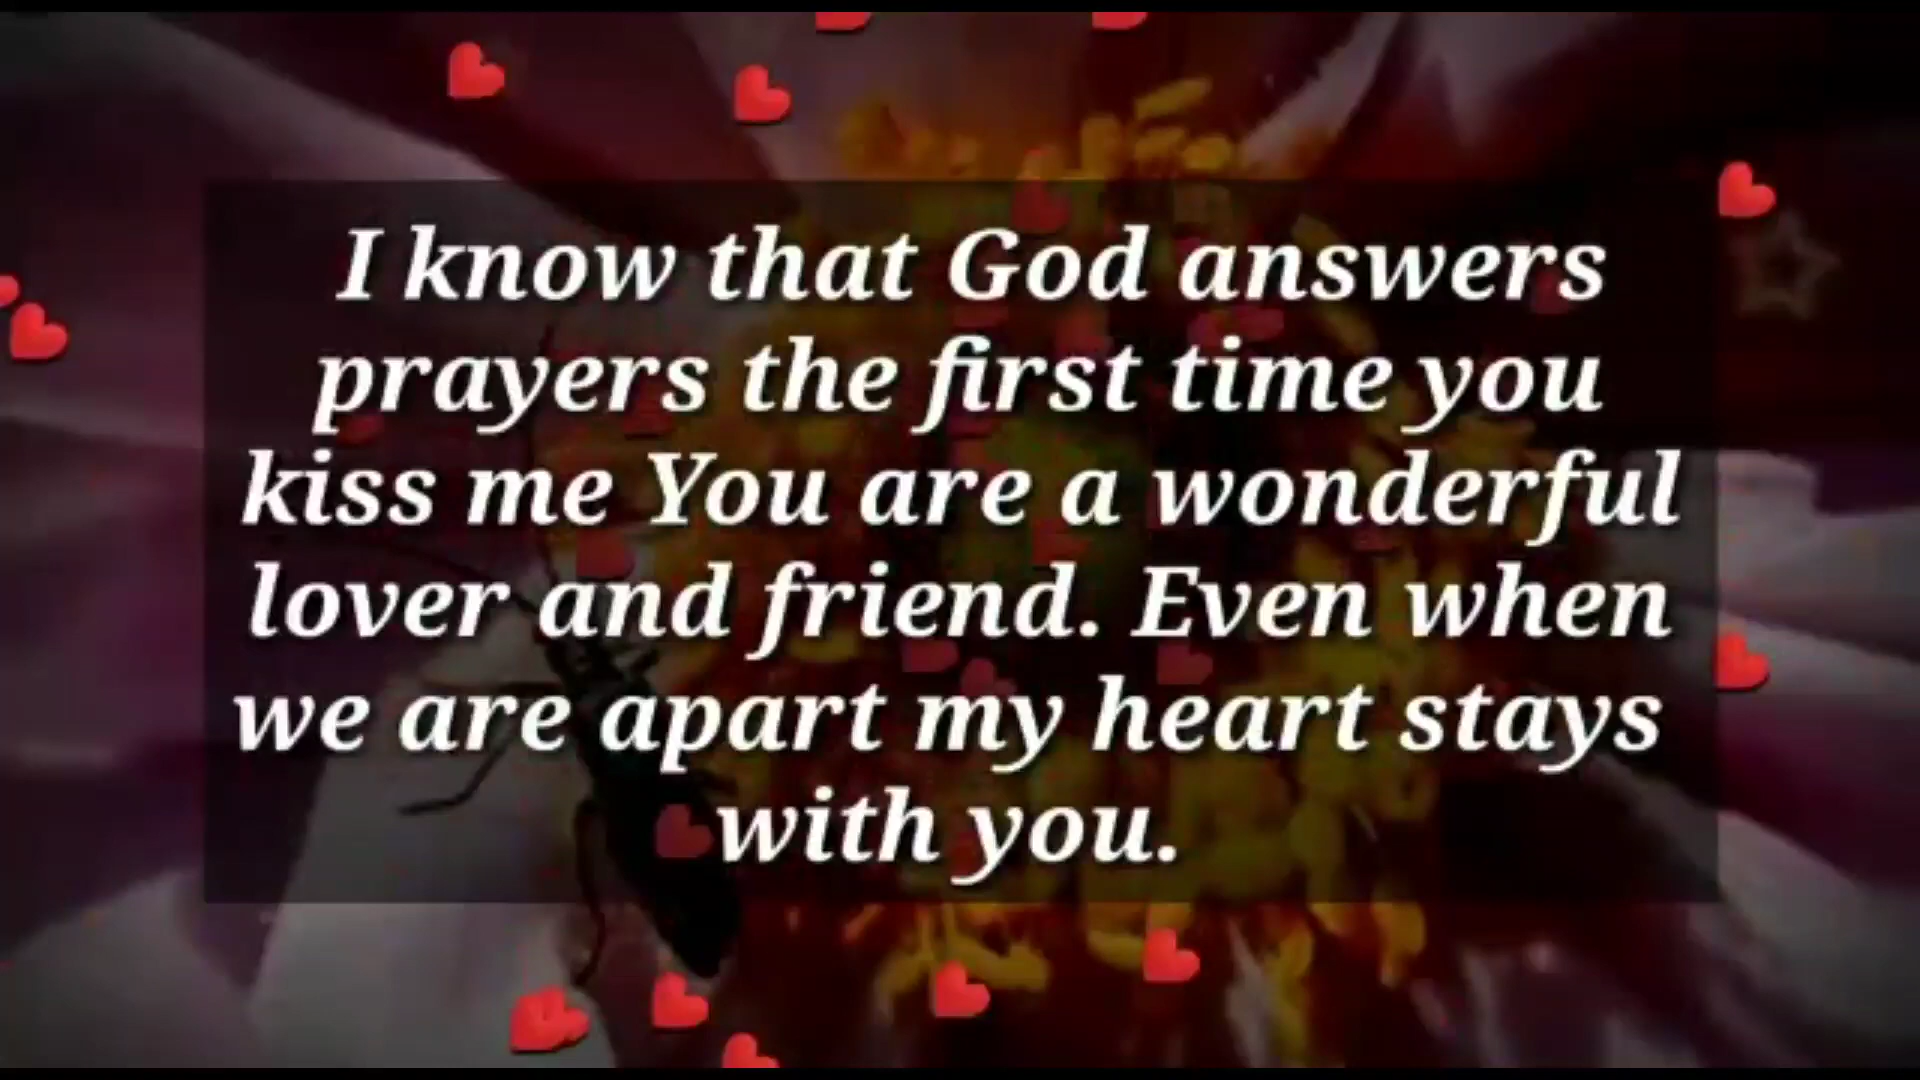 I know that God answers
prayers the first time you
kiss me You are a wonderful
lover and friend. Even when
we are apart my heart stays
with you.